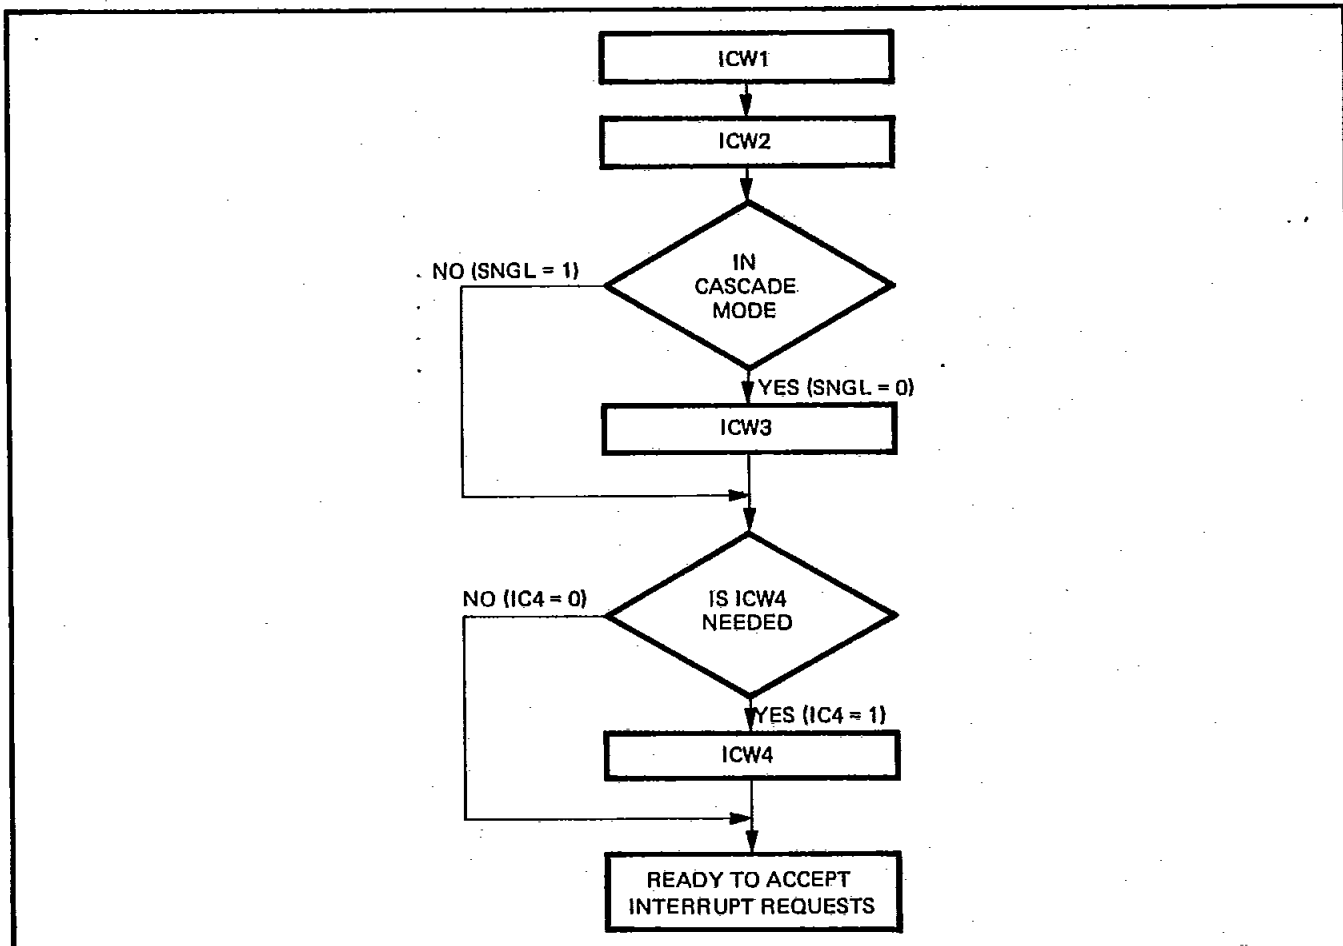 ICW1
ICW2
IN
CASCADE
MODE
NO (SNGL = 1)
YES (SNGL = 0)
ICW3
IS ICW4
NEEDED
NO (IC4 = 0)
YES (IC4 = 1)
ICW4
READY TO ACCEPT
INTERRUPT REQUESTS